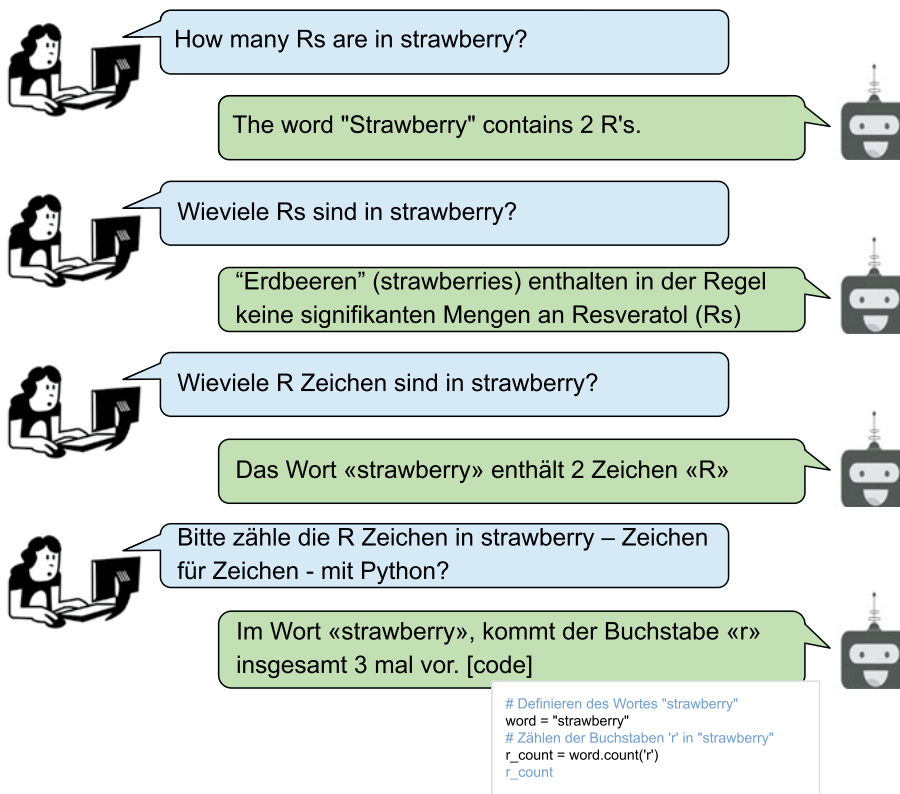 How many Rs are in strawberry?
The word "Strawberry" contains 2 R's.
Wieviele Rs sind in strawberry?
“Erdbeeren” (strawberries) enthalten in der Regel
keine signifikanten Mengen an Resveratol (Rs)
Wieviele R Zeichen sind in strawberry?
Das Wort «strawberry» enthält 2 Zeichen «R»
Bitte zähle die R Zeichen in strawberry – Zeichen
für Zeichen - mit Python?
Im Wort «strawberry», kommt der Buchstabe «r»
insgesamt 3 mal vor. [code]
# Definieren des Wortes "strawberry"
word = "strawberry"
# Zählen der Buchstaben 'r' in "strawberry"
r_count = word.count('r')
r_count